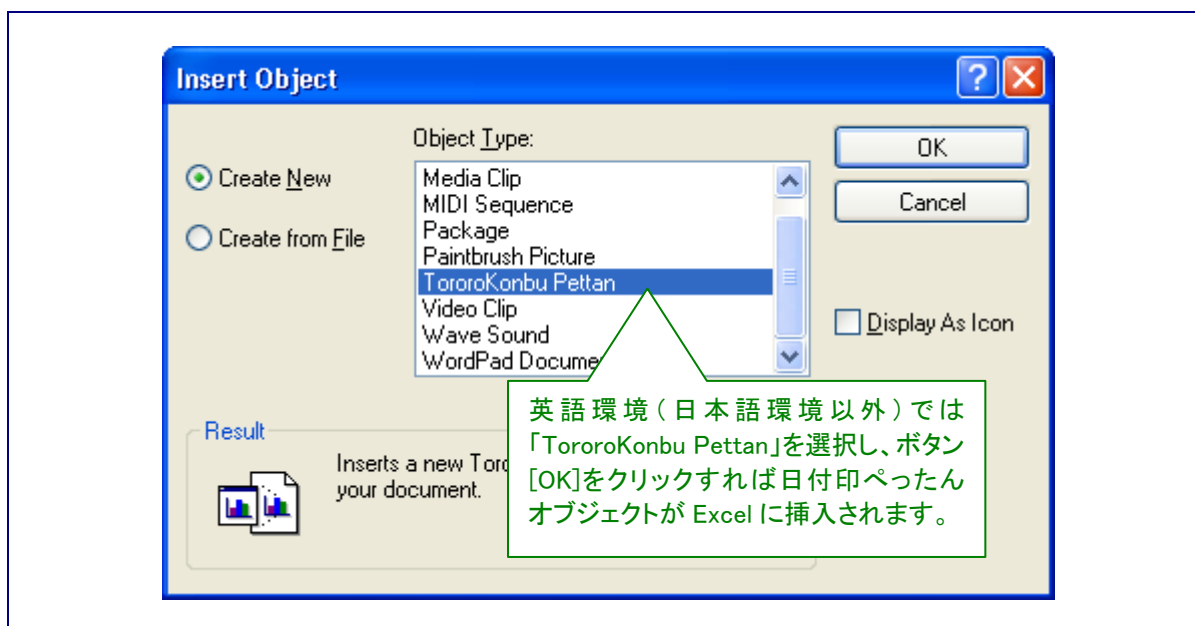 Insert Object
Object Type:
Create New
Create from File
Media Clip
MIDI Sequence
Package
Paintbrush Picture
TororoKonbu Pettan
Video Clip
Wave Sound
WordPad Docume
OK
Cancel
Display As Icon
Result
Inserts a new
your document.
英語環境(日本語環境以外)では
「TororoKonbu Pettan」を選択し、ボタン
[OK]をクリックすれば日付印ぺったん
オブジェクトが Excel に挿入されます。